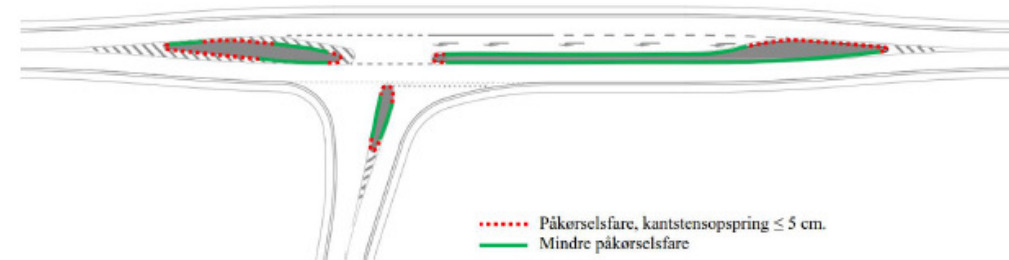 Påkørselsfare, kantstensopspring ≤ 5 cm.
Mindre påkørselsfare